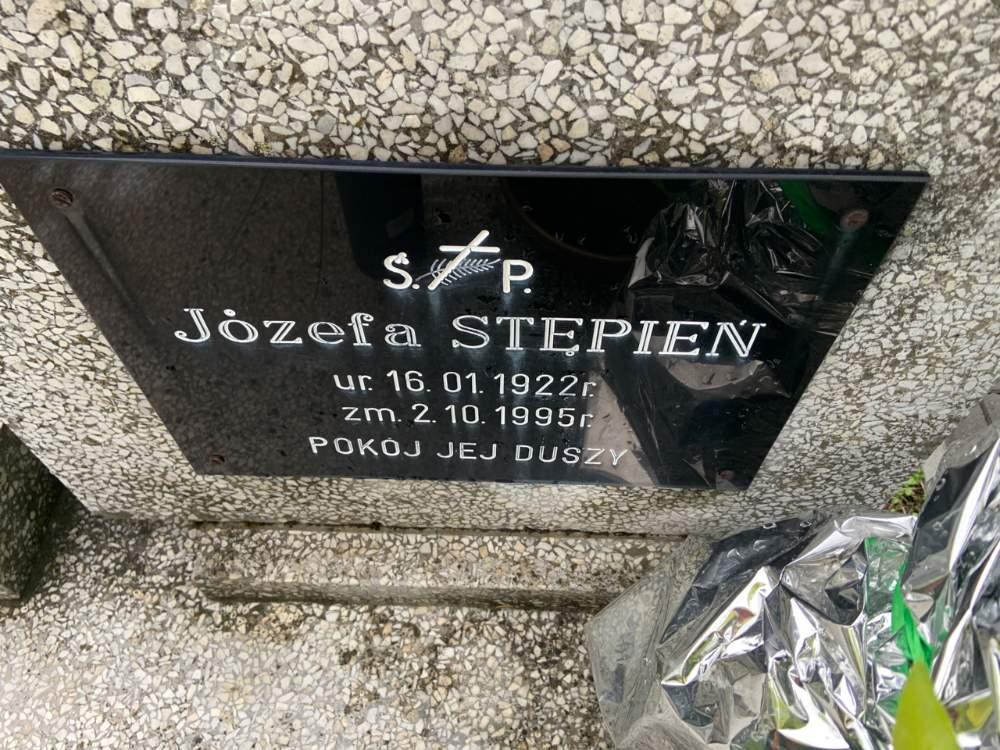 Ś. P.
Józefa STĘPIEŃ
ur. 16. 01. 1922r.
zm. 2. 10. 1995r.
POKÓJ JEJ DUSZY